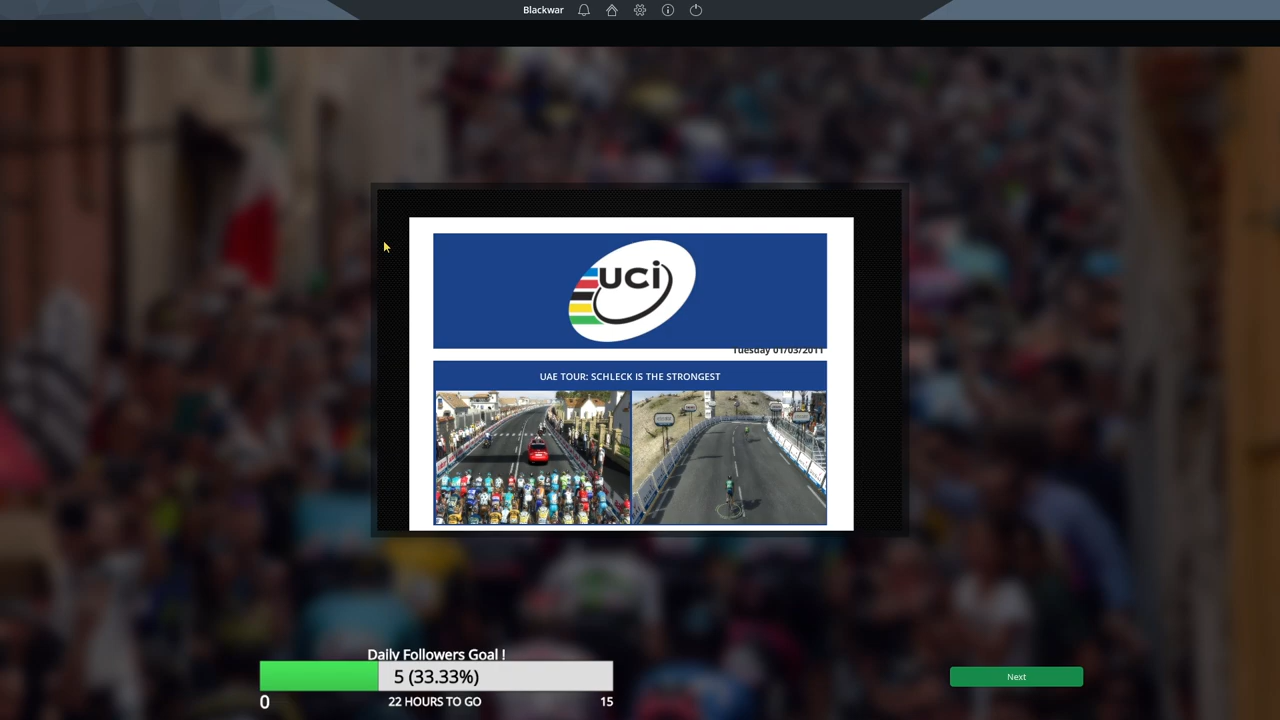 Blackwar
UCi
Tuesday 01/03/2011
UAE TOUR: SCHLECK IS THE STRONGEST
Daily Followers Goal !
5 (33.33%)
0
22 HOURS TO GO
15
Next